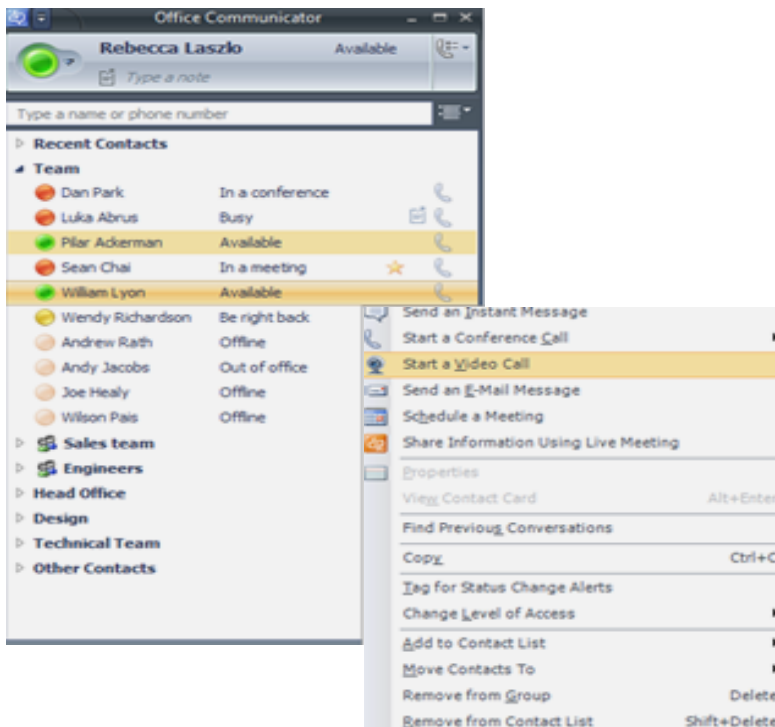 Office Communicator
Rebecca Laszlo Available
Type a note
Type a name or phone number
Recent Contacts
Team
Dan Park In a conference
Luka Abrus Busy
Pilar Ackerman Available
Sean Chai In a meeting
William Lyon Available
Wendy Richardson Be right back
Andrew Rath Offline
Andy Jacobs Out of office
Joe Healy Offline
Wilson Pais Offline
Sales team
Engineers
Head Office
Design
Technical Team
Other Contacts
Send an Instant Message
Start a Conference Call
Start a Video Call
Send an E-Mail Message
Schedule a Meeting
Share Information Using Live Meeting
Properties
View Contact Card Alt+Enter
Find Previous Conversations
Copy Ctrl+C
Tag for Status Change Alerts
Change Level of Access
Add to Contact List
Move Contacts To
Remove from Group Delete
Remove from Contact List Shift+Delete